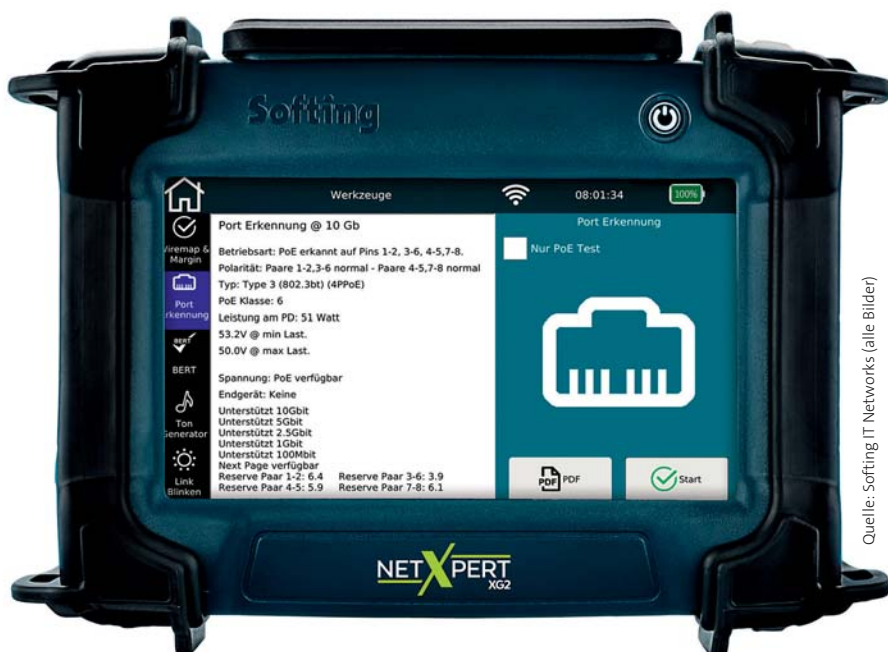 Softing
Werkzeuge
08:01:34
100%
Wiremap &
Margin
Port
Erkennung
BERT
BERT
Ton
Generator
Link
Blinken
Port Erkennung @ 10 Gb
Betriebsart: PoE erkannt auf Pins 1-2, 3-6, 4-5,7-8.
Polarität: Paare 1-2,3-6 normal - Paare 4-5,7-8 normal
Typ: Type 3 (802.3bt) (4PPoE)
PoE Klasse: 6
Leistung am PD: 51 Watt
53.2V @ min Last.
50.0V @ max Last.
Spannung: PoE verfügbar
Endgerät: Keine
Unterstützt 10Gbit
Unterstützt 5Gbit
Unterstützt 2.5Gbit
Unterstützt 1Gbit
Unterstützt 100Mbit
Next Page verfügbar
Reserve Paar 1-2: 6.4 Reserve Paar 3-6: 3.9
Reserve Paar 4-5: 5.9 Reserve Paar 7-8: 6.1
Port Erkennung
Nur PoE Test
PDF PDF
Start
NETXPERT
XG2
Quelle: Softing IT Networks (alle Bilder)